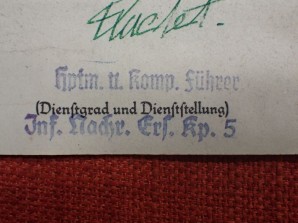 Hptm. u. Komp. Führer
(Dienstgrad und Dienststellung)
Inf. Nachr. Ers. Kp. 5